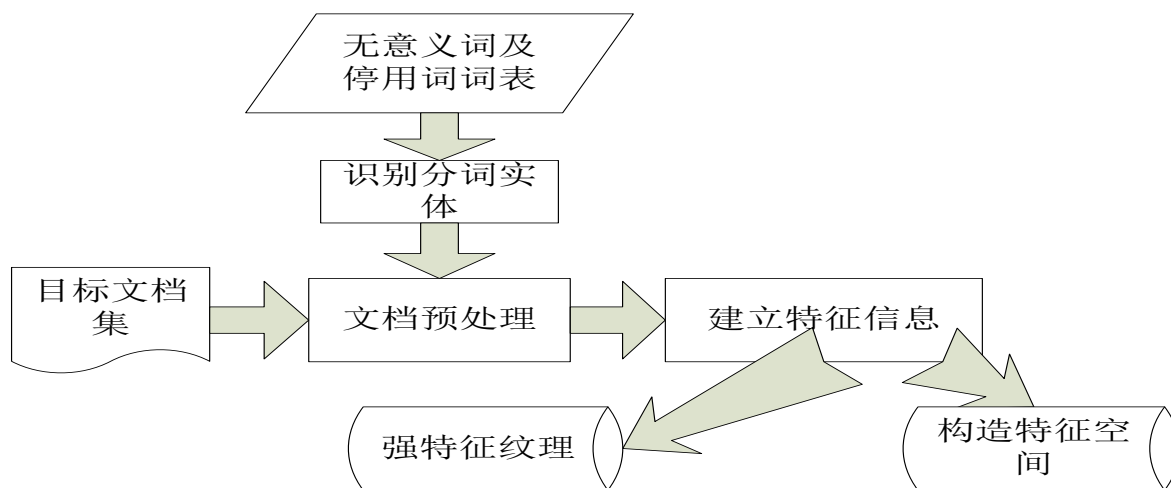 无意义词及
停用词词表
识别分词实
体
目标文档
集
文档预处理
建立特征信息
强特征纹理
构造特征空
间